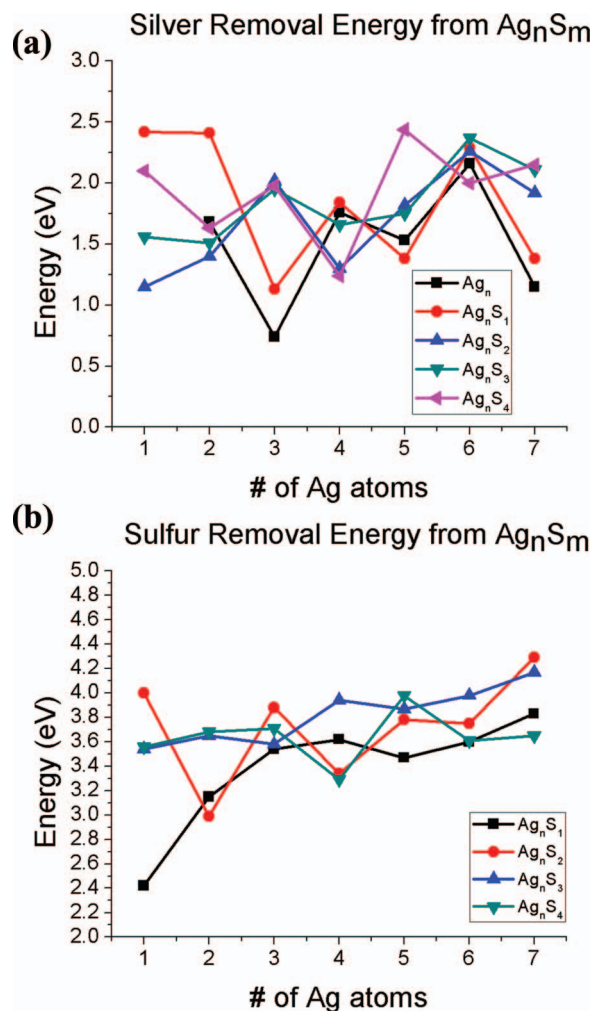 (a)
Silver Removal Energy from AgnSm
3.0
2.5
2.0
1.5
1.0
0.5
0.0
Energy (eV)
Agn
AgnS1
AgnS2
AgnS3
AgnS4
1 2 3 4 5 6 7
# of Ag atoms
(b)
Sulfur Removal Energy from AgnSm
5.0
4.8
4.6
4.4
4.2
4.0
3.8
3.6
3.4
3.2
3.0
2.8
2.6
2.4
2.2
2.0
Energy (eV)
AgnS1
AgnS2
AgnS3
AgnS4
1 2 3 4 5 6 7
# of Ag atoms